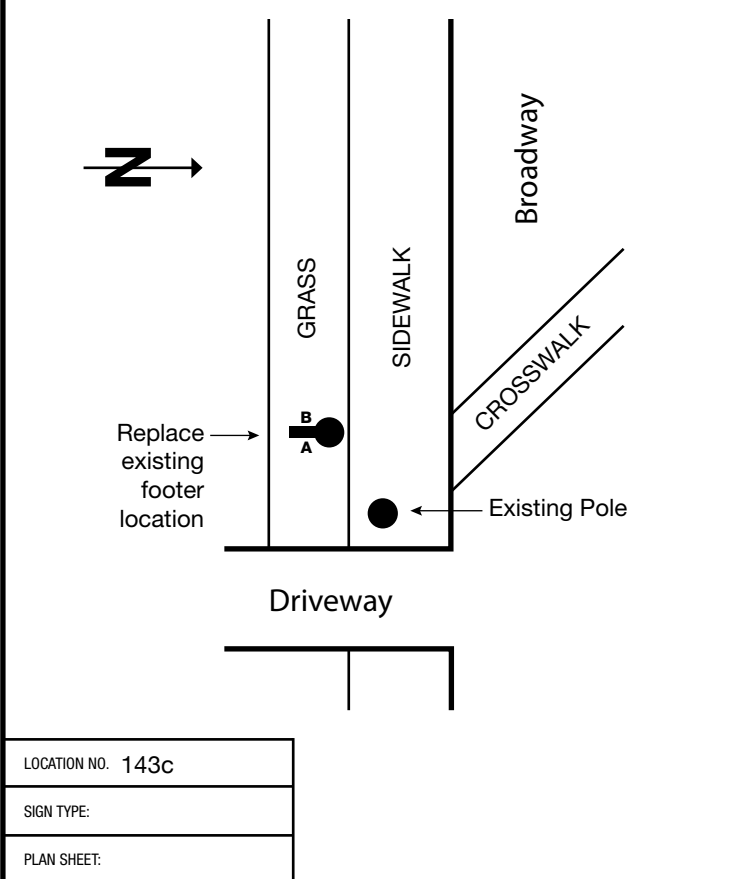 Broadway
N
GRASS
SIDEWALK
CROSSWALK
B
A
Replace
existing
footer
location
Existing Pole
Driveway
LOCATION NO. 143c
SIGN TYPE:
PLAN SHEET: